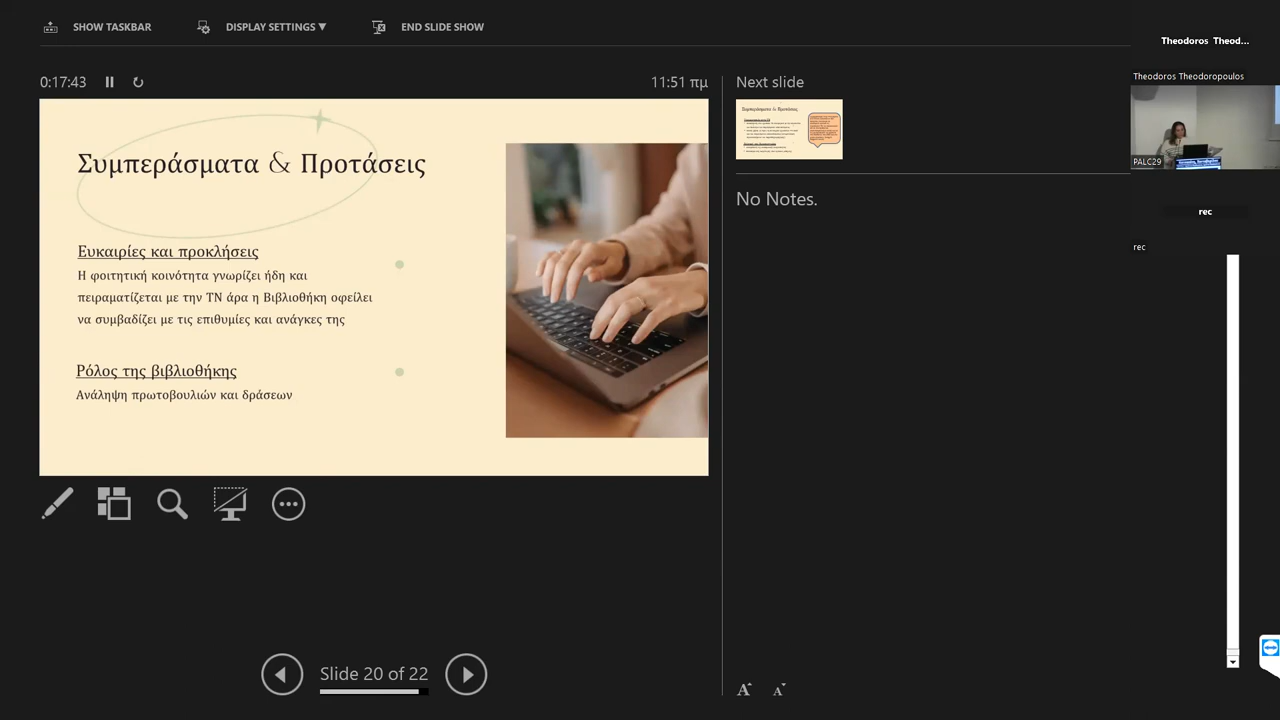 SHOW TASKBAR
DISPLAY SETTINGS ▼
END SLIDE SHOW
Theodoros Theod...
0:17:43
11:51 πμ
Next slide
Theodoros Theodoropoulos
Συμπεράσματα & Προτάσεις
Συμπεράσματα & Προτάσεις
PALC29
No Notes.
rec
rec
Ευκαιρίες και προκλήσεις
Η φοιτητική κοινότητα γνωρίζει ήδη και
πειραματίζεται με την ΤΝ άρα η Βιβλιοθήκη οφείλει
να συμβαδίζει με τις επιθυμίες και ανάγκες της
Ρόλος της βιβλιοθήκης
Ανάληψη πρωτοβουλιών και δράσεων
Slide 20 of 22
A A